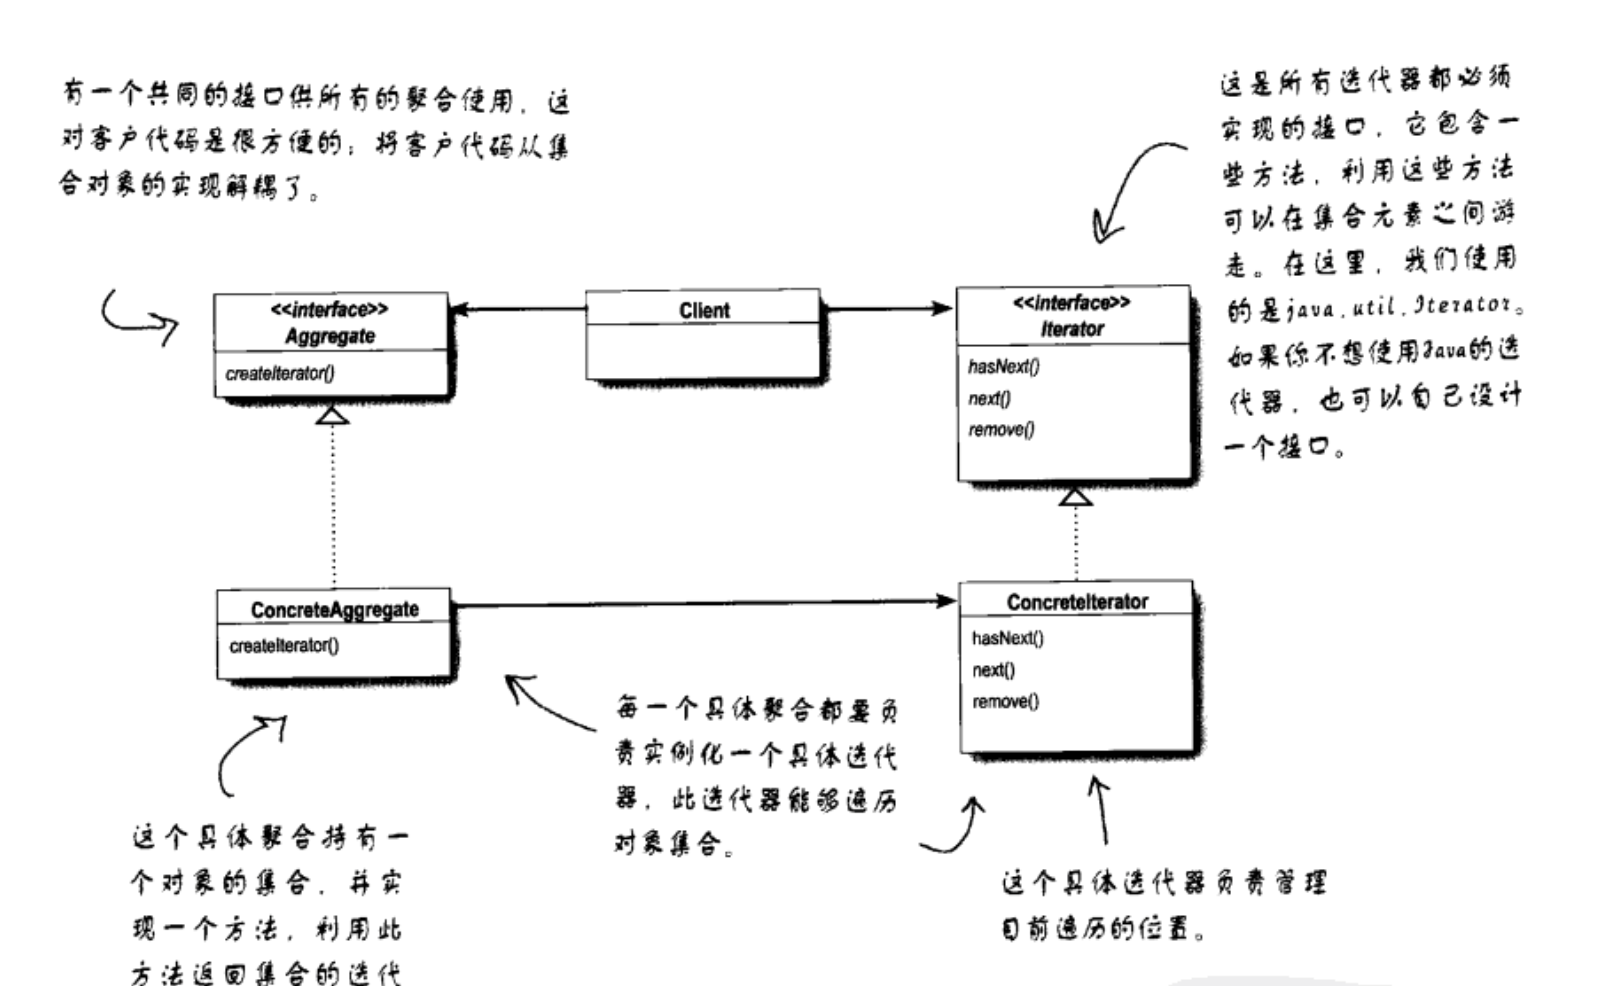 有一个共同的接口供所有的聚合使用，这
对客户代码是很方便的；将客户代码从集
合对象的实现解耦了。
这是所有迭代器都必须
实现的接口，它包含一
些方法，利用这些方法
可以在集合元素之间游
走。在这里，我们使用
的是java.util.Iterator。
如果你不想使用Java的迭
代器，也可以自己设计
一个接口。
<<interface>>
Aggregate
createIterator()
Client
<<interface>>
Iterator
hasNext()
next()
remove()
ConcreteAggregate
createIterator()
ConcreteIterator
hasNext()
next()
remove()
每一个具体聚合都要负
责实例化一个具体迭代
器，此迭代器能够遍历
对象集合。
这个具体聚合持有一
个对象的集合，并实
现一个方法，利用此
方法返回集合的迭代
这个具体迭代器负责管理
目前遍历的位置。